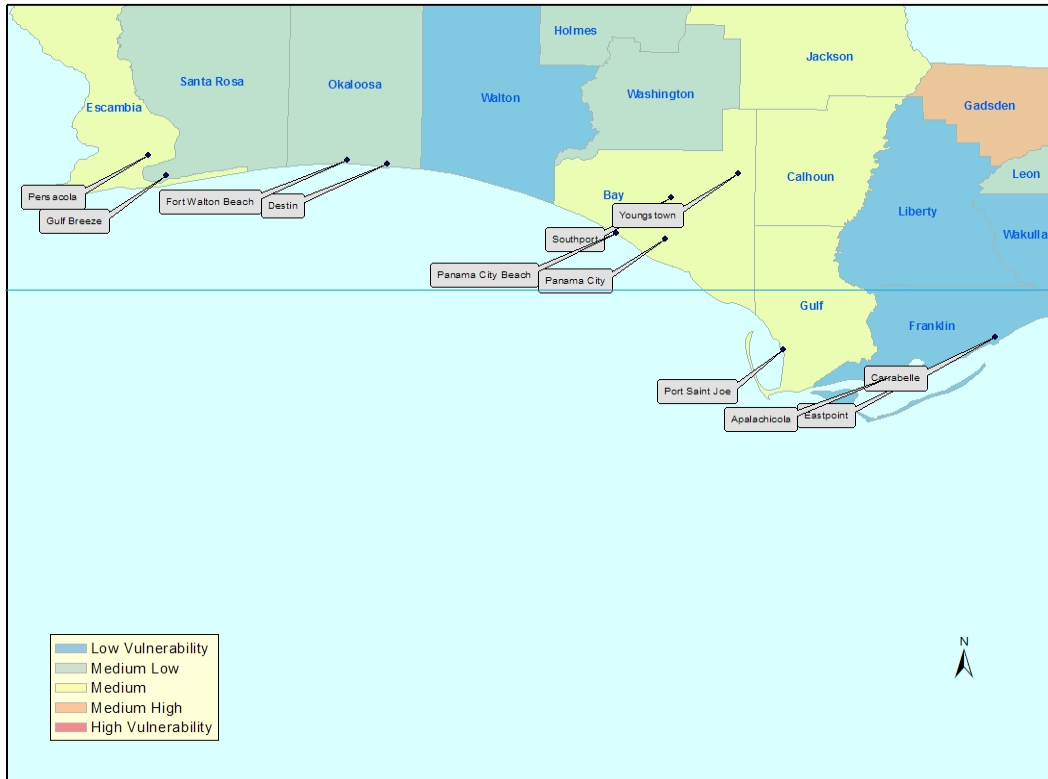 Holmes
Jackson
Santa Rosa
Okaloosa
Walton
Washington
Escambia
Gadsden
Leon
Calhoun
Bay
Liberty
Wakulla
Pensacola
Gulf Breeze
Fort Walton Beach
Destin
Youngstown
Southport
Panama City Beach
Panama City
Gulf
Franklin
Port Saint Joe
Carrabelle
Apalachicola
Eastpoint
N
Low Vulnerability
Medium Low
Medium
Medium High
High Vulnerability